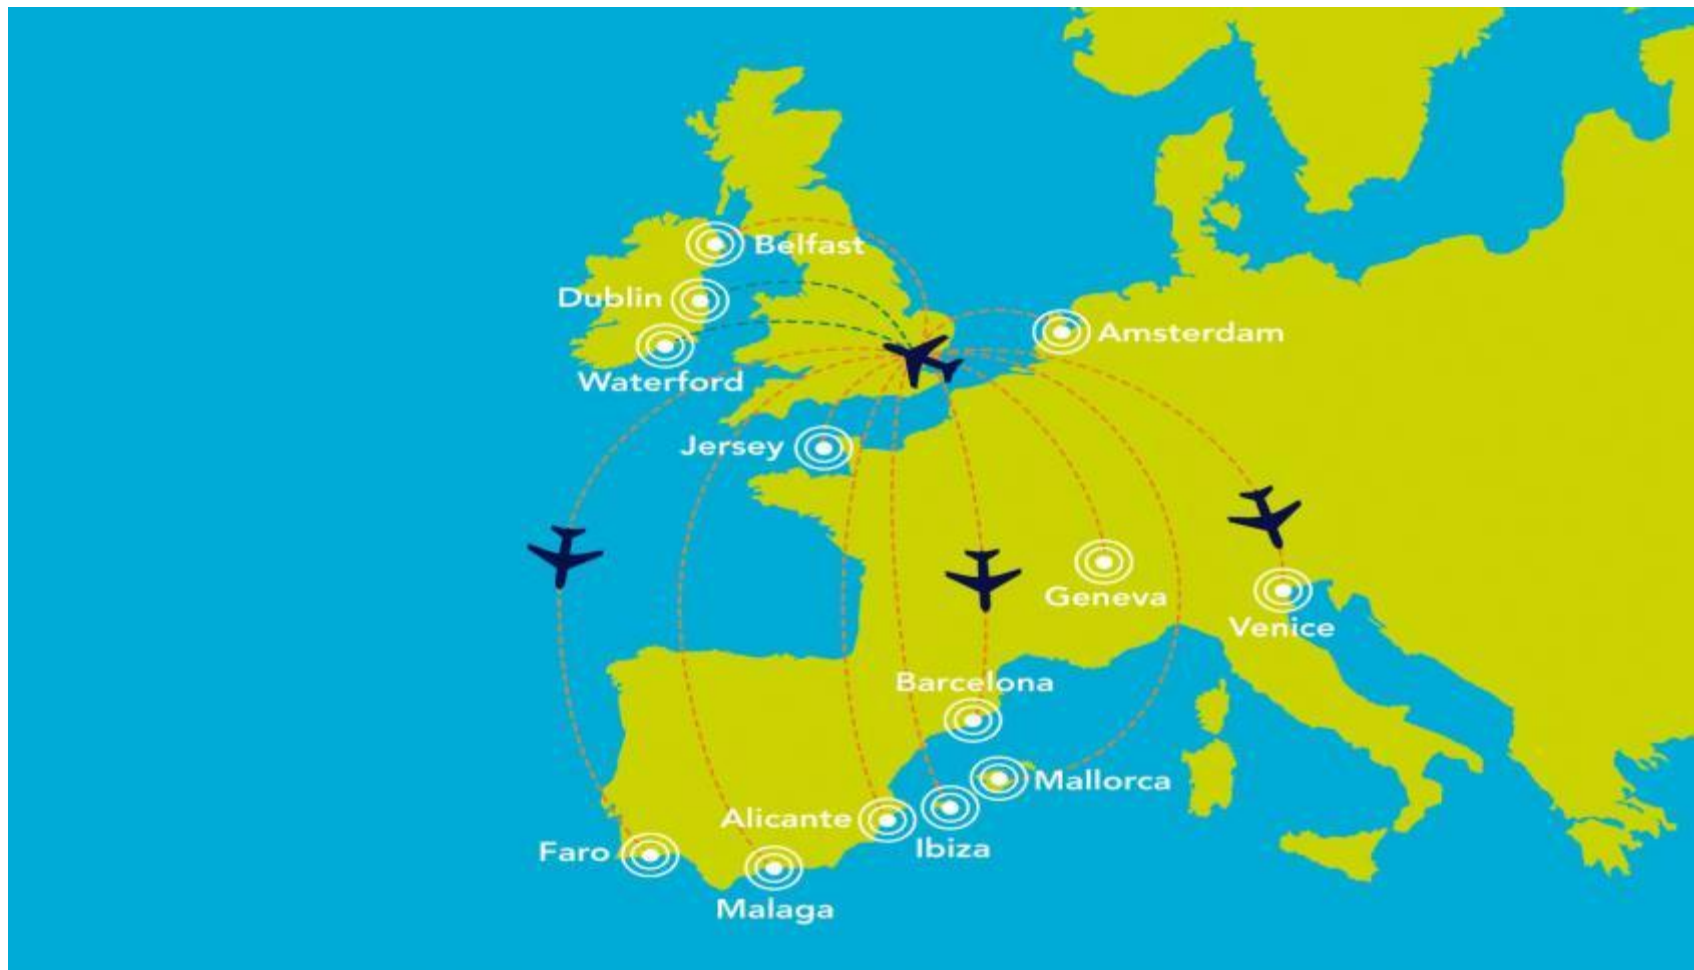 Belfast
Dublin
Amsterdam
Waterford
Jersey
Geneva
Venice
Barcelona
Mallorca
Alicante
Ibiza
Faro
Malaga